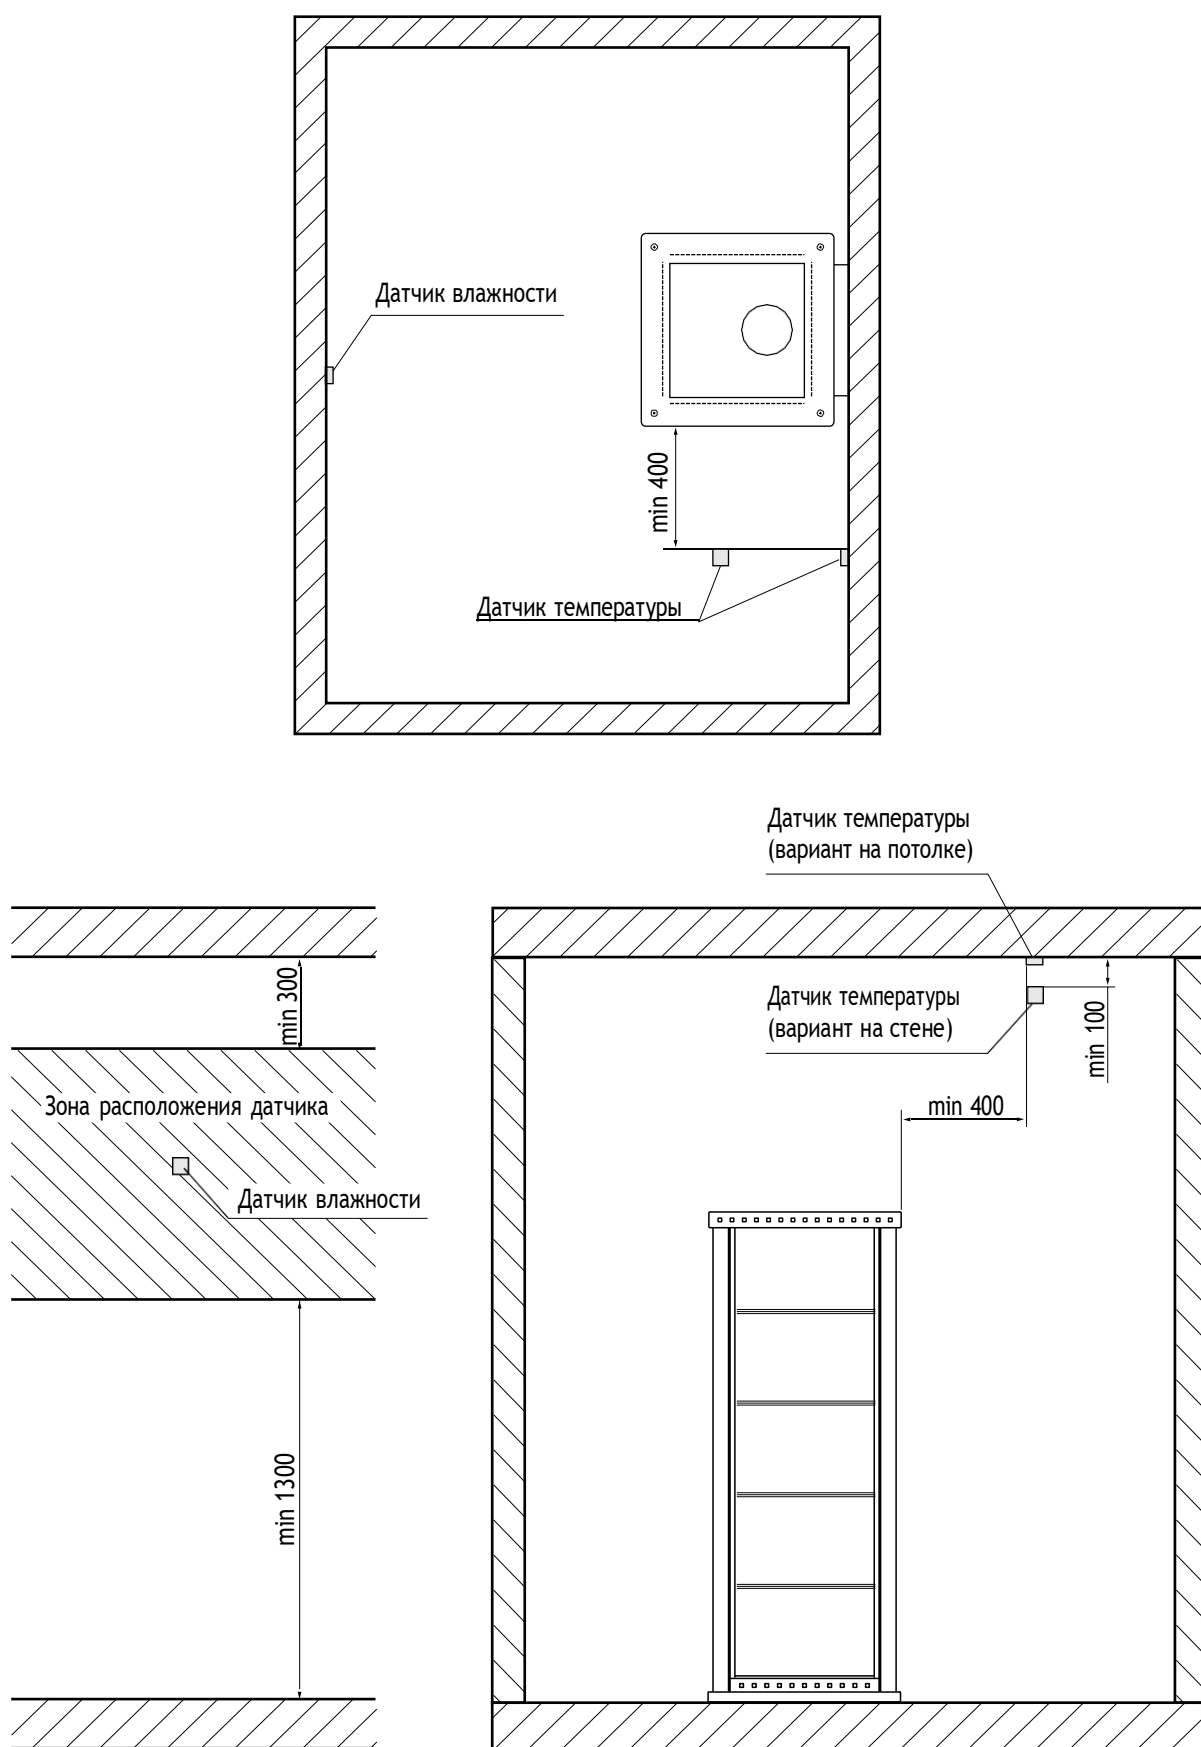 Датчик влажности
min 400
Датчик температуры
Датчик температуры
(вариант на потолке)
min 300
Датчик температуры
(вариант на стене)
min 100
Зона расположения датчика
min 400
Датчик влажности
min 1300